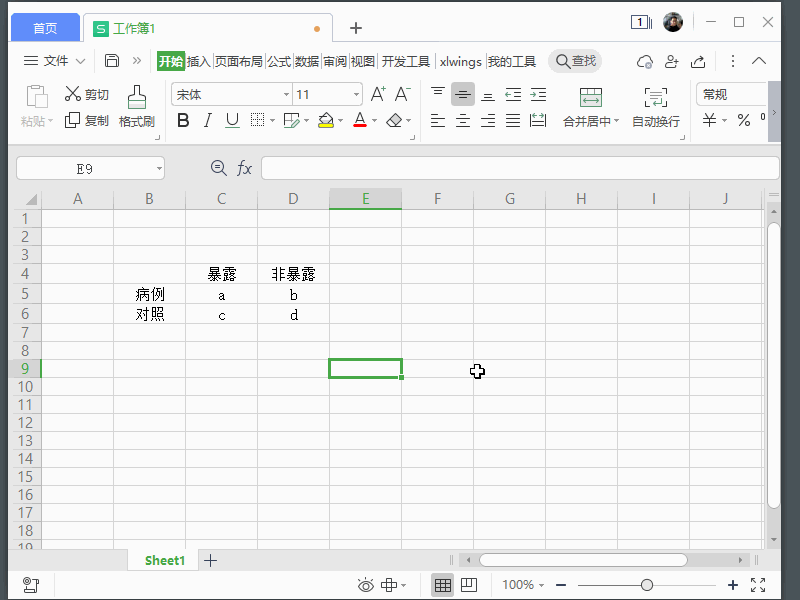 首页 S 工作簿1 1
文件 开始 插入 页面布局 公式 数据 审阅 视图 开发工具 xlwings 我的工具 查找
粘贴 剪切 复制 格式刷 宋体 11 A+ A- B I U A 合并居中 自动换行 常规 ¥ %
E9 fx
A B C D E F G H I J
1
2
3
4 暴露 非暴露
5 病例 a b
6 对照 c d
7
8
9
10
11
12
13
14
15
16
17
18
19
Sheet1
100%